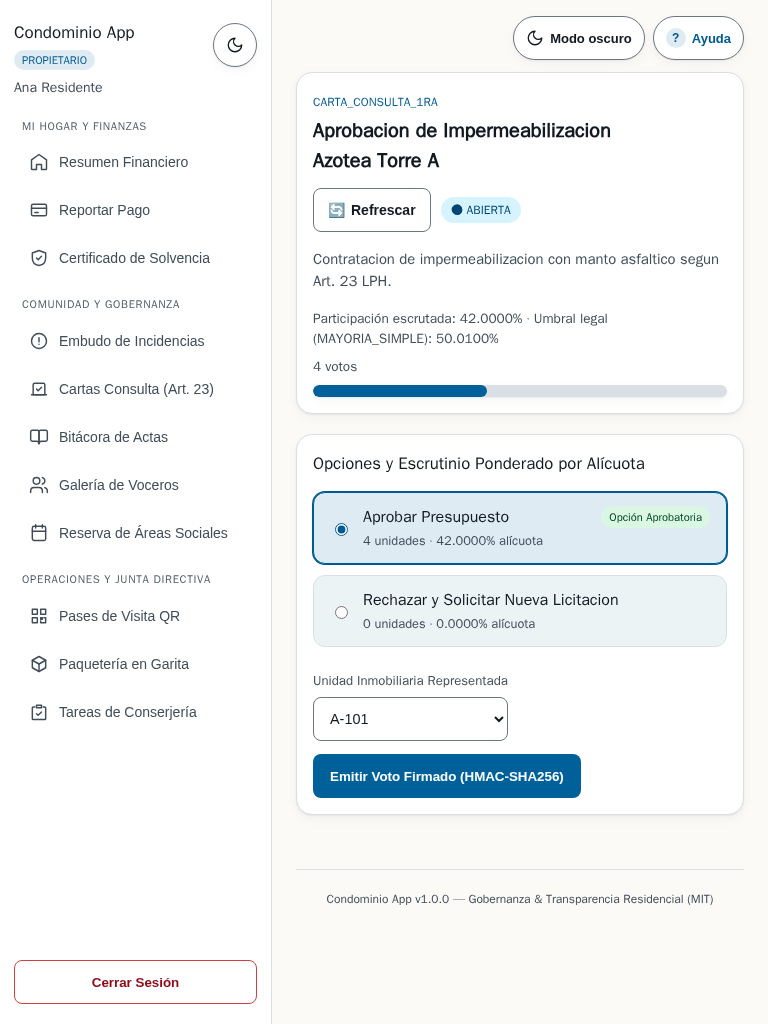 Condominio App
PROPIETARIO
Ana Residente
MI HOGAR Y FINANZAS
Resumen Financiero
Reportar Pago
Certificado de Solvencia
COMUNIDAD Y GOBERNANZA
Embudo de Incidencias
Cartas Consulta (Art. 23)
Bitácora de Actas
Galería de Voceros
Reserva de Áreas Sociales
OPERACIONES Y JUNTA DIRECTIVA
Pases de Visita QR
Paquetería en Garita
Tareas de Conserjería
Cerrar Sesión
Modo oscuro
? Ayuda
CARTA_CONSULTA_1RA
Aprobacion de Impermeabilizacion
Azotea Torre A
Refrescar
ABIERTA
Contratacion de impermeabilizacion con manto asfaltico segun
Art. 23 LPH.
Participación escrutada: 42.0000% · Umbral legal
(MAYORIA_SIMPLE): 50.0100%
4 votos
Opciones y Escrutinio Ponderado por Alícuota
Aprobar Presupuesto
Opción Aprobatoria
4 unidades · 42.0000% alícuota
Rechazar y Solicitar Nueva Licitacion
0 unidades · 0.0000% alícuota
Unidad Inmobiliaria Representada
A-101
Emitir Voto Firmado (HMAC-SHA256)
Condominio App v1.0.0 — Gobernanza & Transparencia Residencial (MIT)